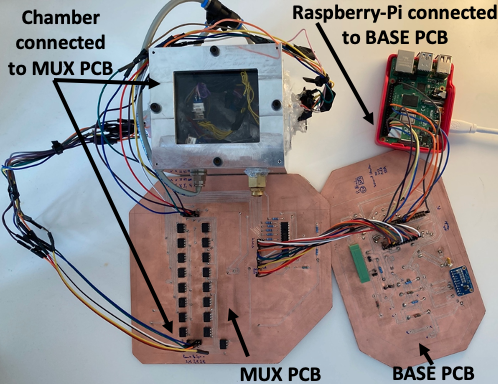 Chamber
connected
to MUX PCB
Raspberry-Pi connected
to BASE PCB
MUX PCB
BASE PCB